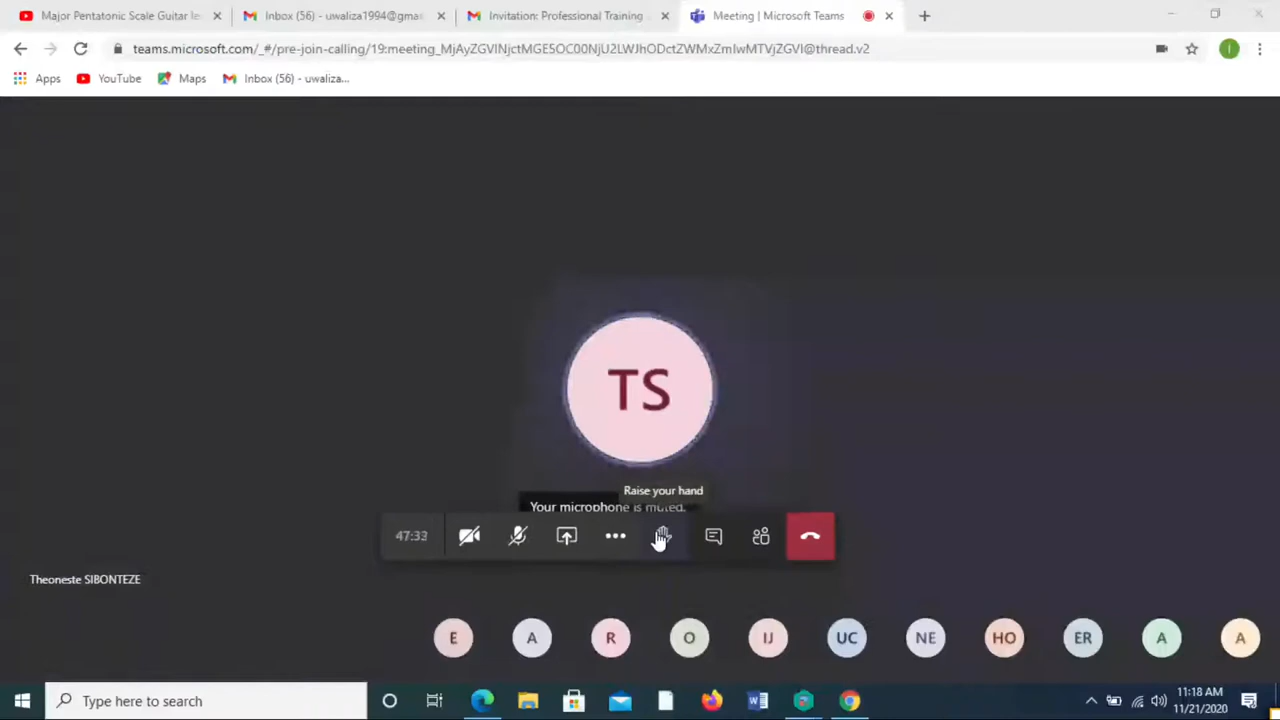 Major Pentatonic Scale Guitar le
Inbox (56) - uwaliza1994@gmai
Invitation: Professional Training
Meeting | Microsoft Teams
teams.microsoft.com/_#/pre-join-calling/19:meeting_MjAyZGVlNjctMGE5OC00NjU2LWJhODctZWMxZmIwMTVjZGVl@thread.v2
I
Apps
YouTube
Maps
Inbox (56) - uwaliza...
TS
Raise your hand
Your microphone is muted.
47:33
Theoneste SIBONTEZE
E
A
R
O
IJ
UC
NE
HO
ER
A
A
Type here to search
11:18 AM
11/21/2020